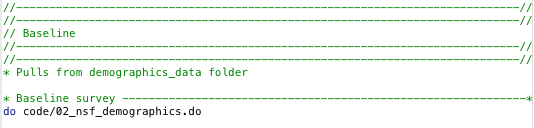 //------------------------------------------------------------------------------//
//------------------------------------------------------------------------------//
// Baseline
//------------------------------------------------------------------------------//
//------------------------------------------------------------------------------//
* Pulls from demographics_data folder
* Baseline survey --------------------------------------------------------------*
do code/02_nsf_demographics.do